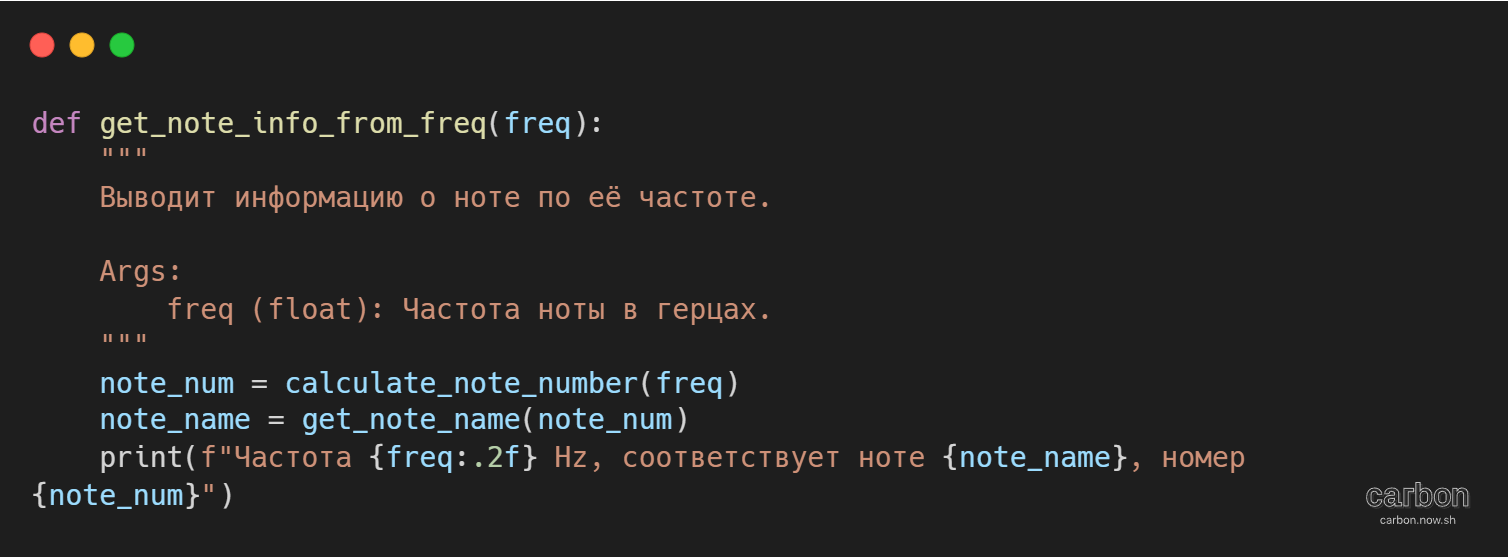 def get_note_info_from_freq(freq):
    """
    Выводит информацию о ноте по её частоте.

    Args:
        freq (float): Частота ноты в герцах.
    """
    note_num = calculate_note_number(freq)
    note_name = get_note_name(note_num)
    print(f"Частота {freq:.2f} Hz, соответствует ноте {note_name}, номер
{note_num}")
carbon
carbon.now.sh